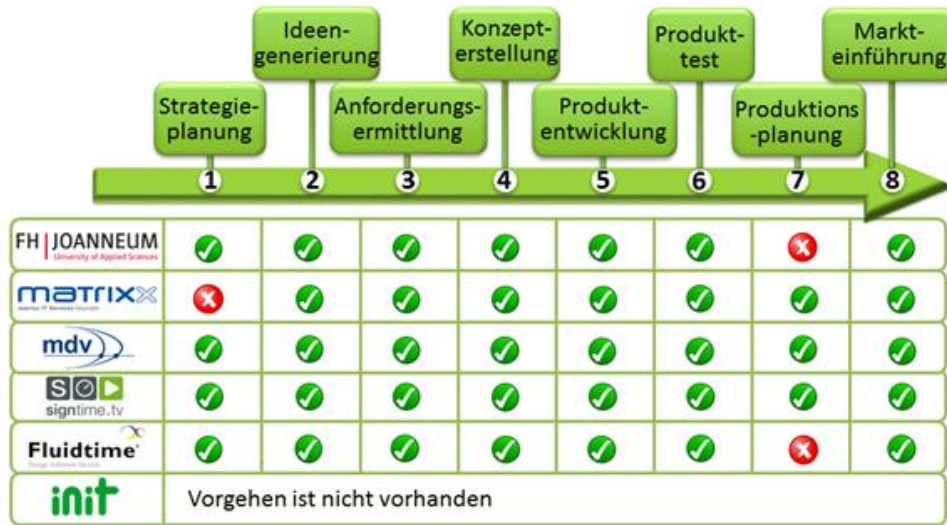 Ideen-
generierung
Konzept-
erstellung
Produkt-
test
Markt-
einführung
Strategie-
planung
Anforderungs-
ermittlung
Produkt-
entwicklung
Produktions
-planung
1 2 3 4 5 6 7 8
FH | JOANNEUM
University of Applied Sciences
matrixx
mdv
SO
signtime.tv
Fluidtime
init Vorgehen ist nicht vorhanden